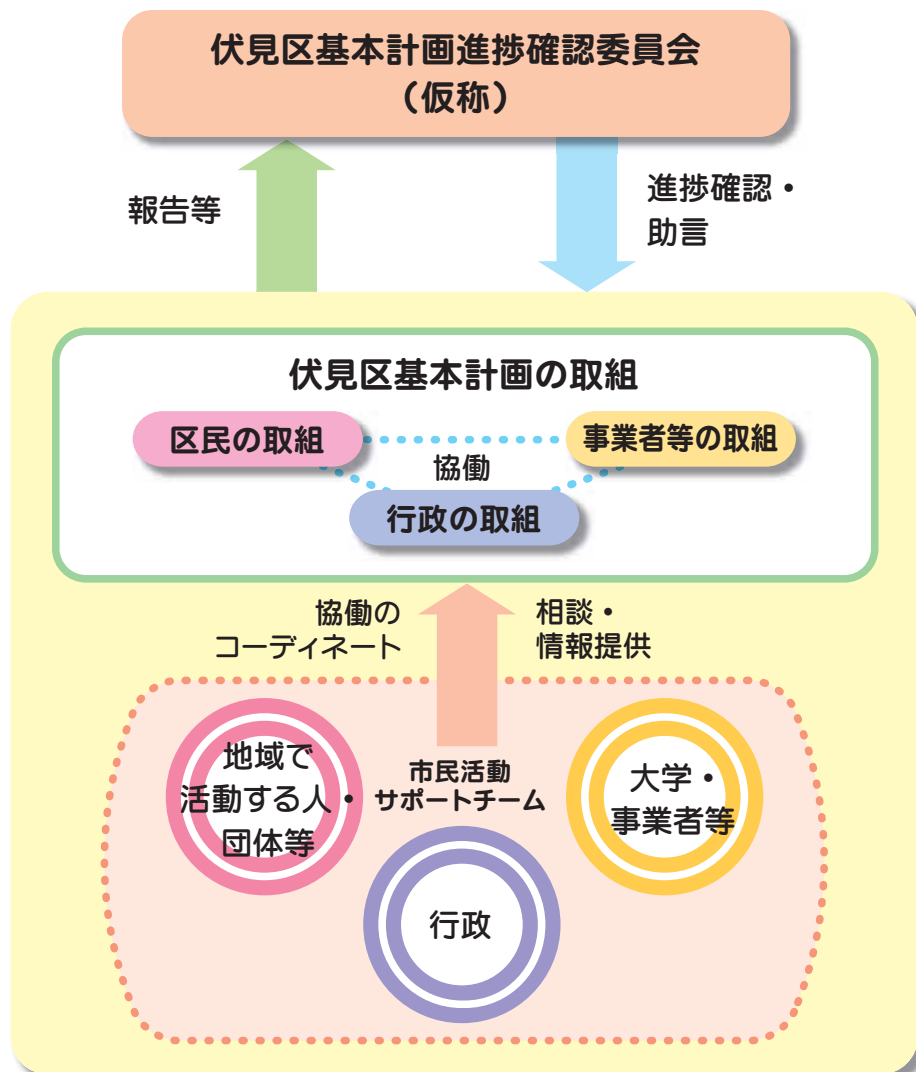 伏見区基本計画進捗確認委員会
（仮称）
報告等
進捗確認・
助言
伏見区基本計画の取組
区民の取組
事業者等の取組
協働
行政の取組
協働の
コーディネート
相談・
情報提供
地域で
活動する人・
団体等
市民活動
サポートチーム
大学・
事業者等
行政